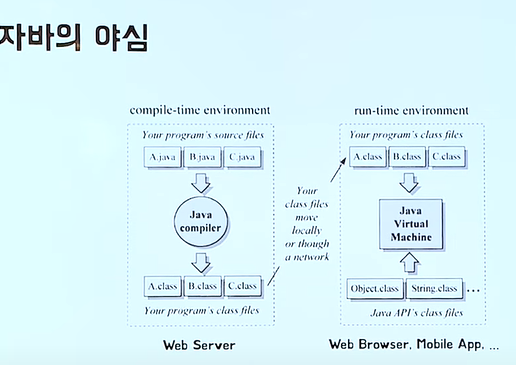 자바의 야심
compile-time environment
Your program's source files
A.java B.java C.java
Java
compiler
A.class B.class C.class
Your program's class files
Web Server
Your
class files
move
locally
or though
a network
run-time environment
Your program's class files
A.class B.class C.class
Java
Virtual
Machine
Object.class String.class ...
Java API's class files
Web Browser, Mobile App. ...